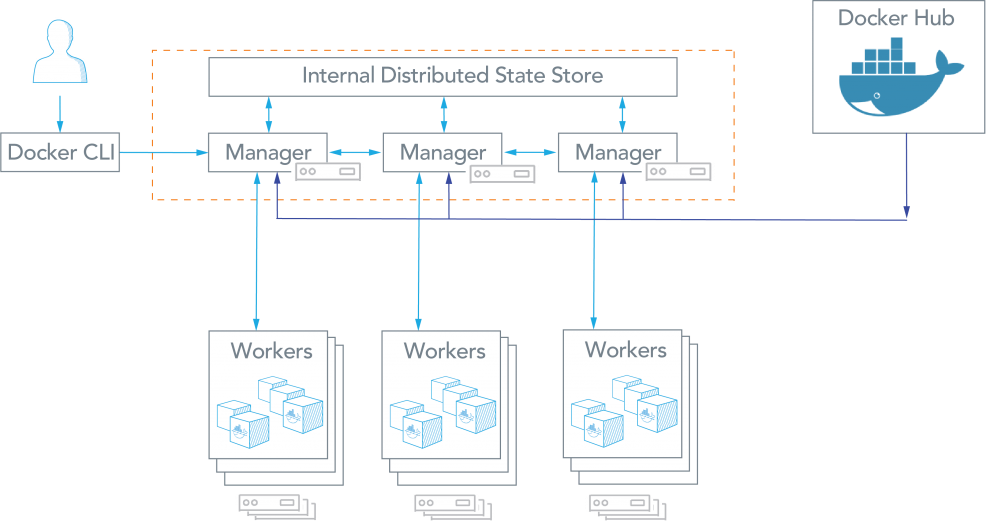 Docker Hub
Internal Distributed State Store
Docker CLI
Manager
Manager
Manager
Workers
Workers
Workers